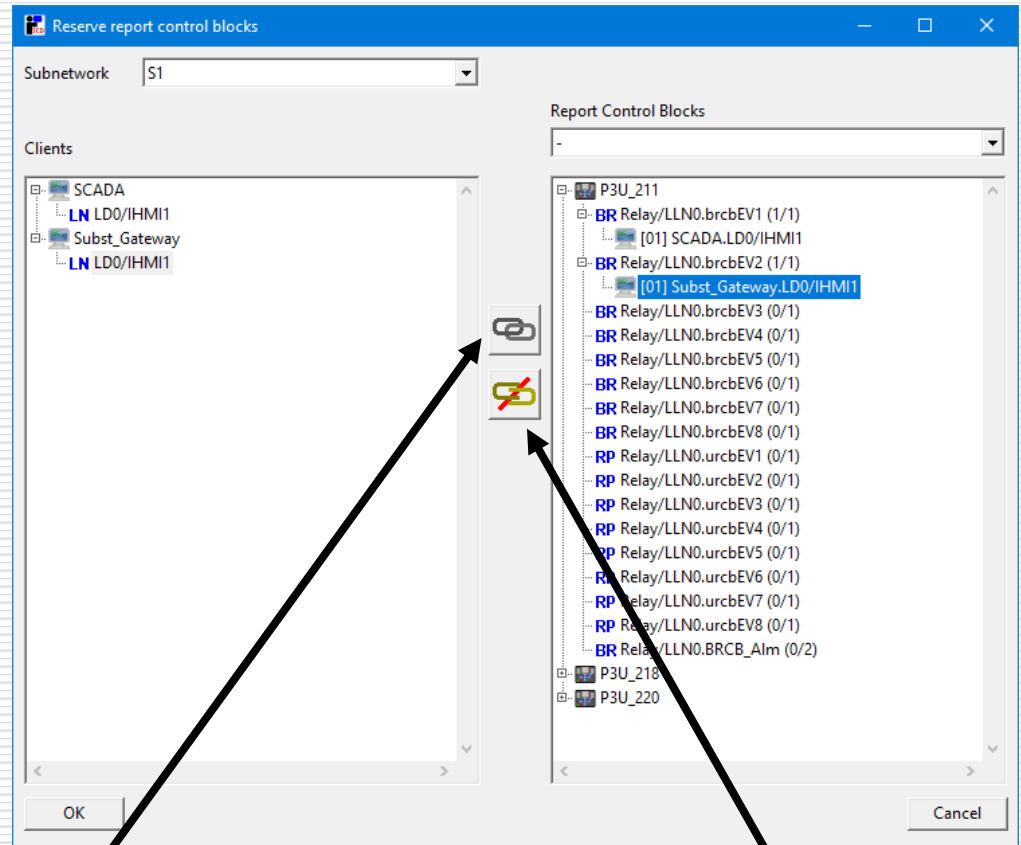 Reserve report control blocks
Subnetwork S1
Report Control Blocks
-
Clients
SCADA
LN LD0/IHMI1
Subst_Gateway
LN LD0/IHMI1
P3U_211
BR Relay/LLN0.brcbEV1 (1/1)
[01] SCADA.LD0/IHMI1
BR Relay/LLN0.brcbEV2 (1/1)
[01] Subst_Gateway.LD0/IHMI1
BR Relay/LLN0.brcbEV3 (0/1)
BR Relay/LLN0.brcbEV4 (0/1)
BR Relay/LLN0.brcbEV5 (0/1)
BR Relay/LLN0.brcbEV6 (0/1)
BR Relay/LLN0.brcbEV7 (0/1)
BR Relay/LLN0.brcbEV8 (0/1)
RP Relay/LLN0.urcbEV1 (0/1)
RP Relay/LLN0.urcbEV2 (0/1)
RP Relay/LLN0.urcbEV3 (0/1)
RP Relay/LLN0.urcbEV4 (0/1)
RP Relay/LLN0.urcbEV5 (0/1)
RP Relay/LLN0.urcbEV6 (0/1)
RP Relay/LLN0.urcbEV7 (0/1)
RP Relay/LLN0.urcbEV8 (0/1)
BR Relay/LLN0.BRCB_Alm (0/2)
P3U_218
P3U_220
OK
Cancel